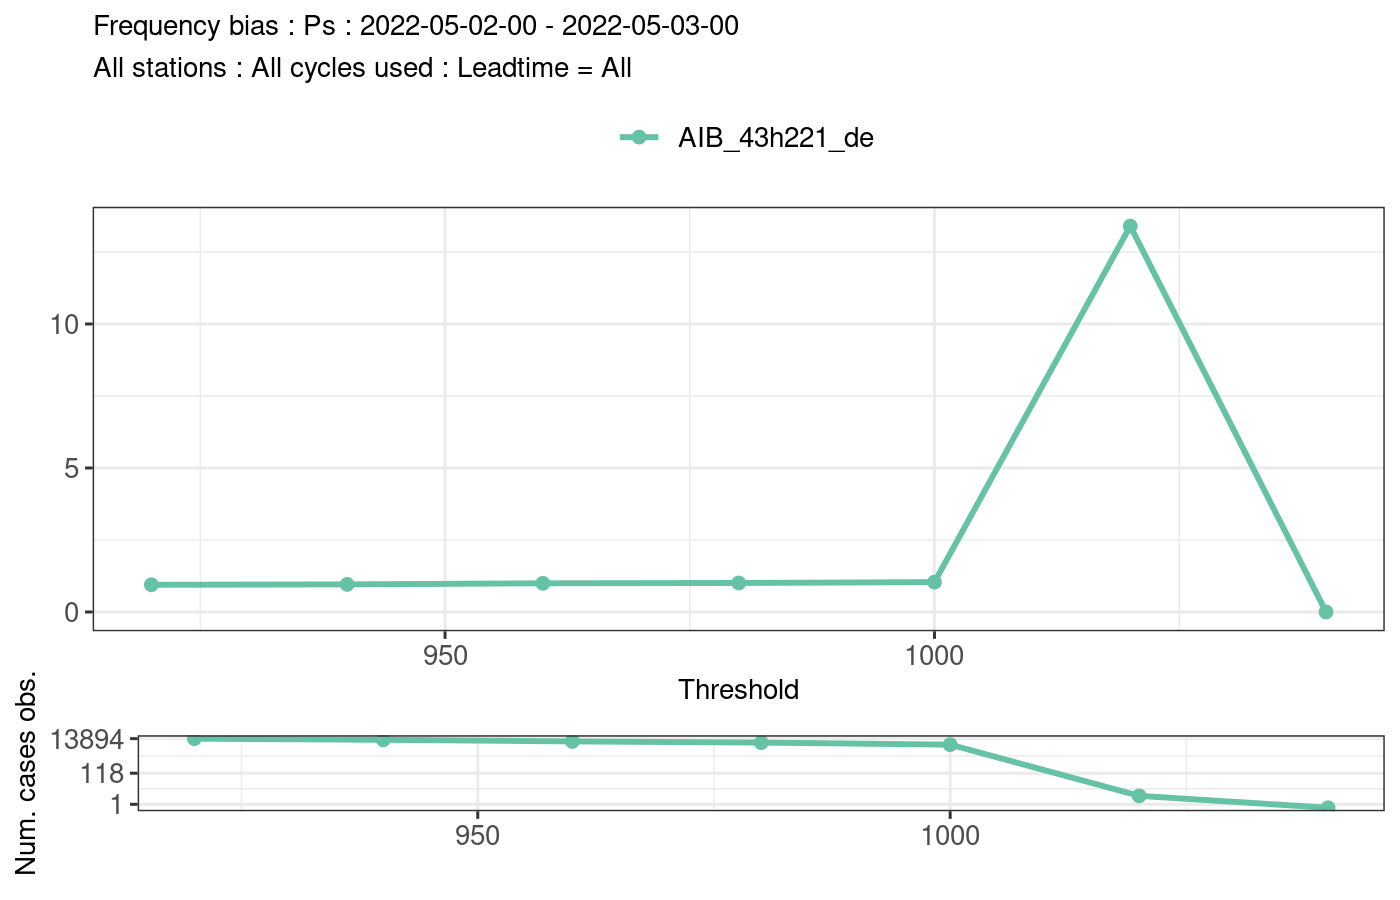 Frequency bias : Ps : 2022-05-02-00 - 2022-05-03-00
All stations : All cycles used : Leadtime = All
AIB_43h221_de
10
5
0
950 1000
Threshold
Num. cases obs.
13894
118
1
950 1000